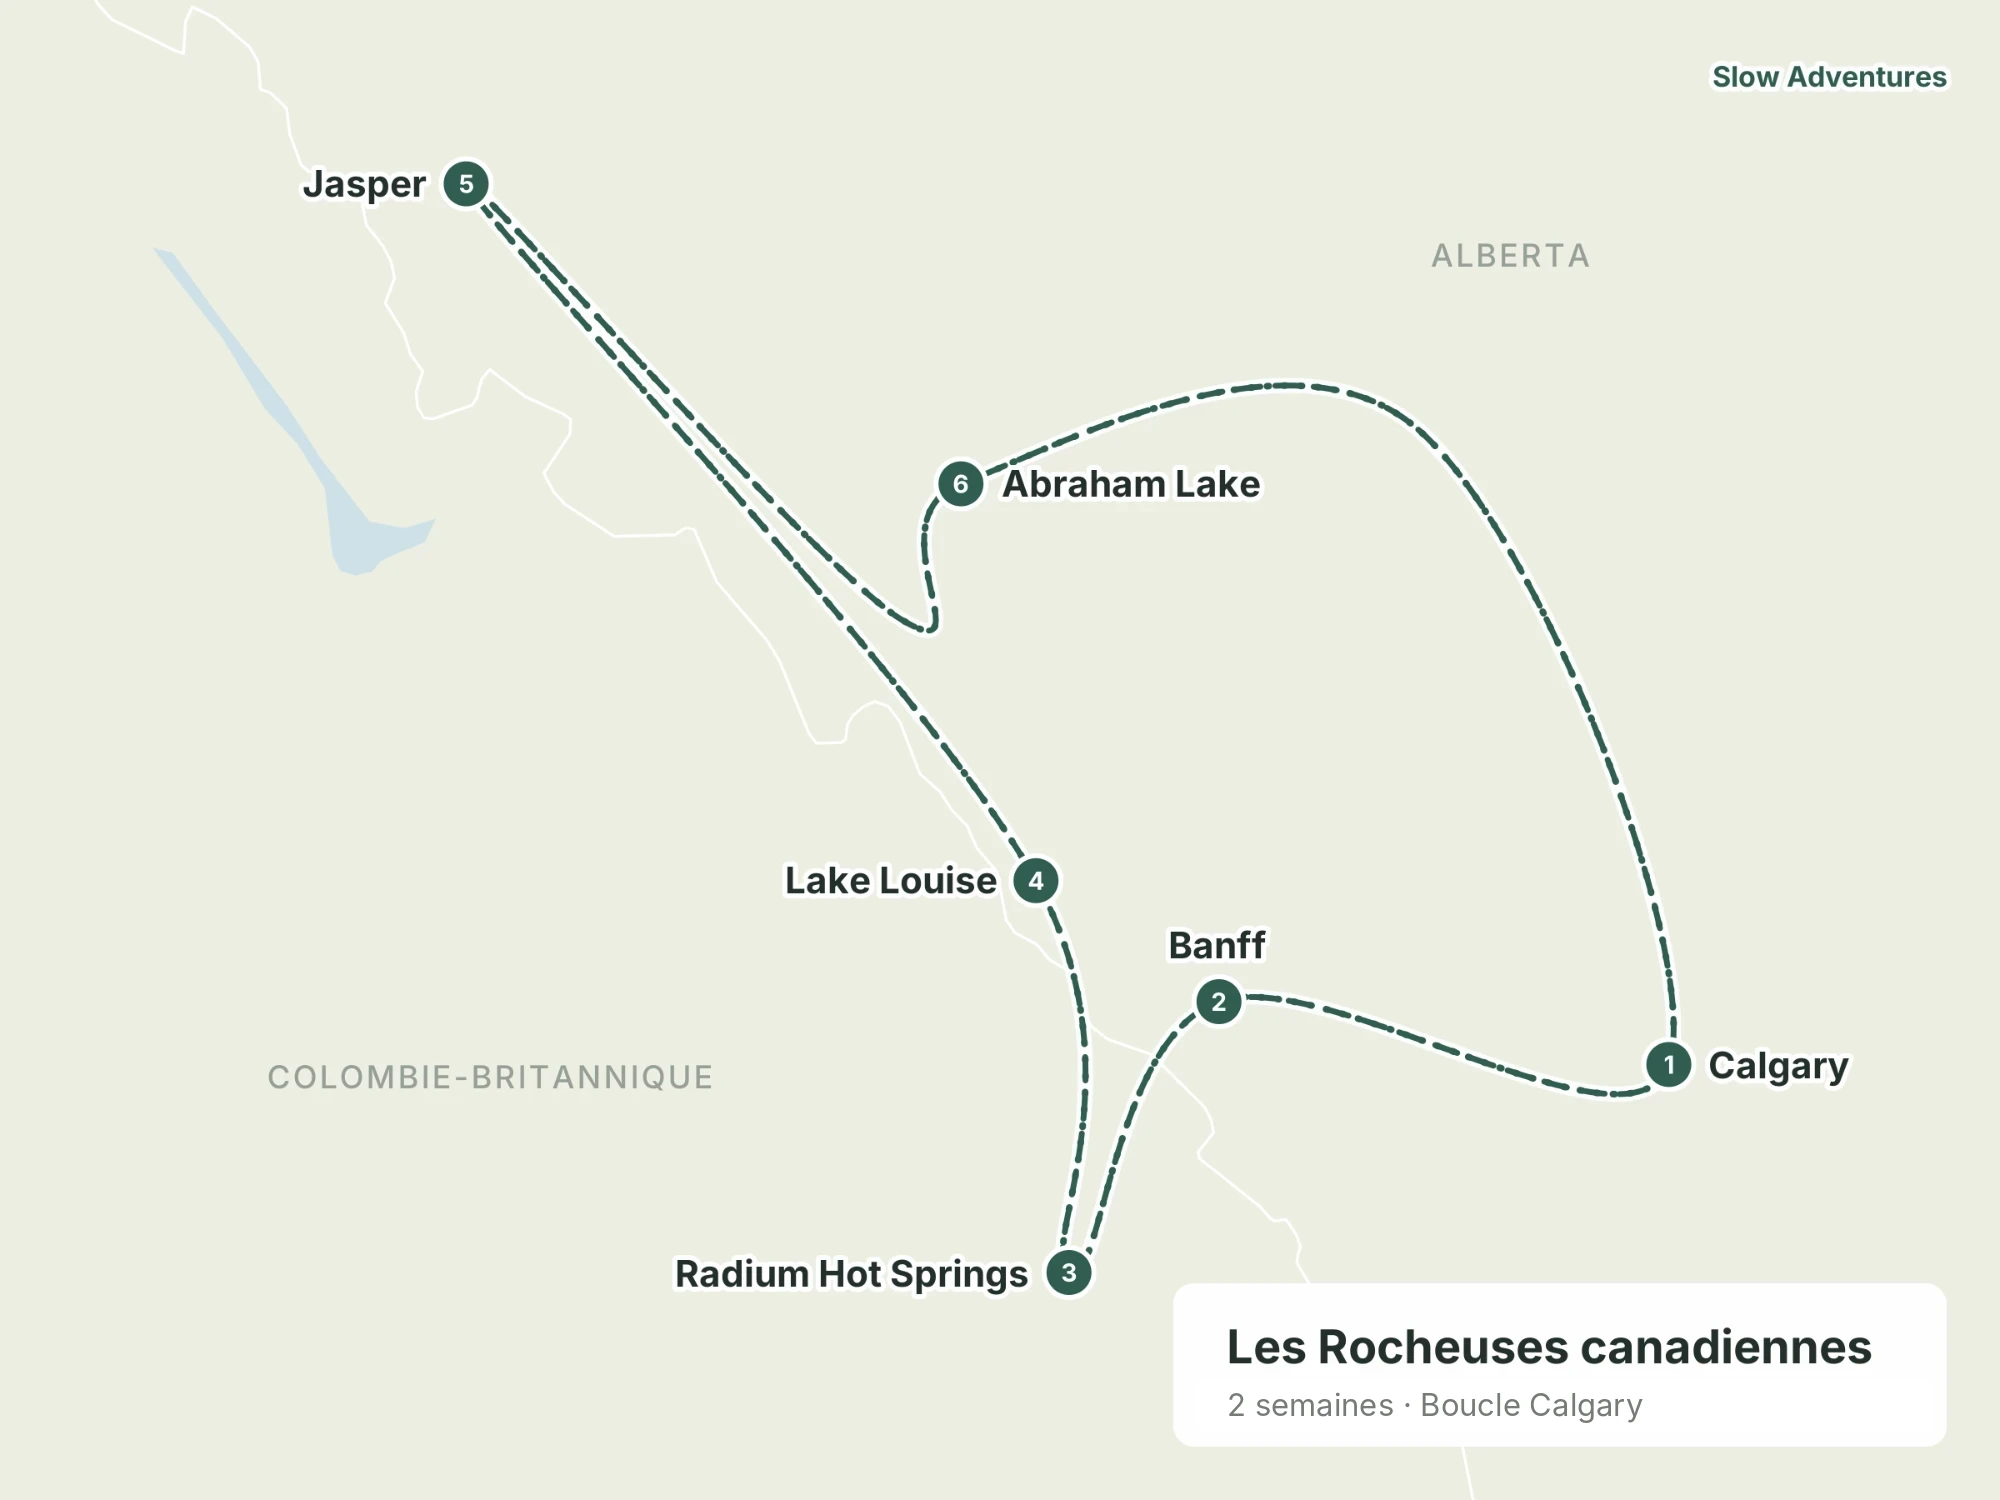 Slow Adventures
Jasper 5
ALBERTA
6 Abraham Lake
Lake Louise 4
Banff
2
1 Calgary
COLOMBIE-BRITANNIQUE
Radium Hot Springs 3
Les Rocheuses canadiennes
2 semaines · Boucle Calgary